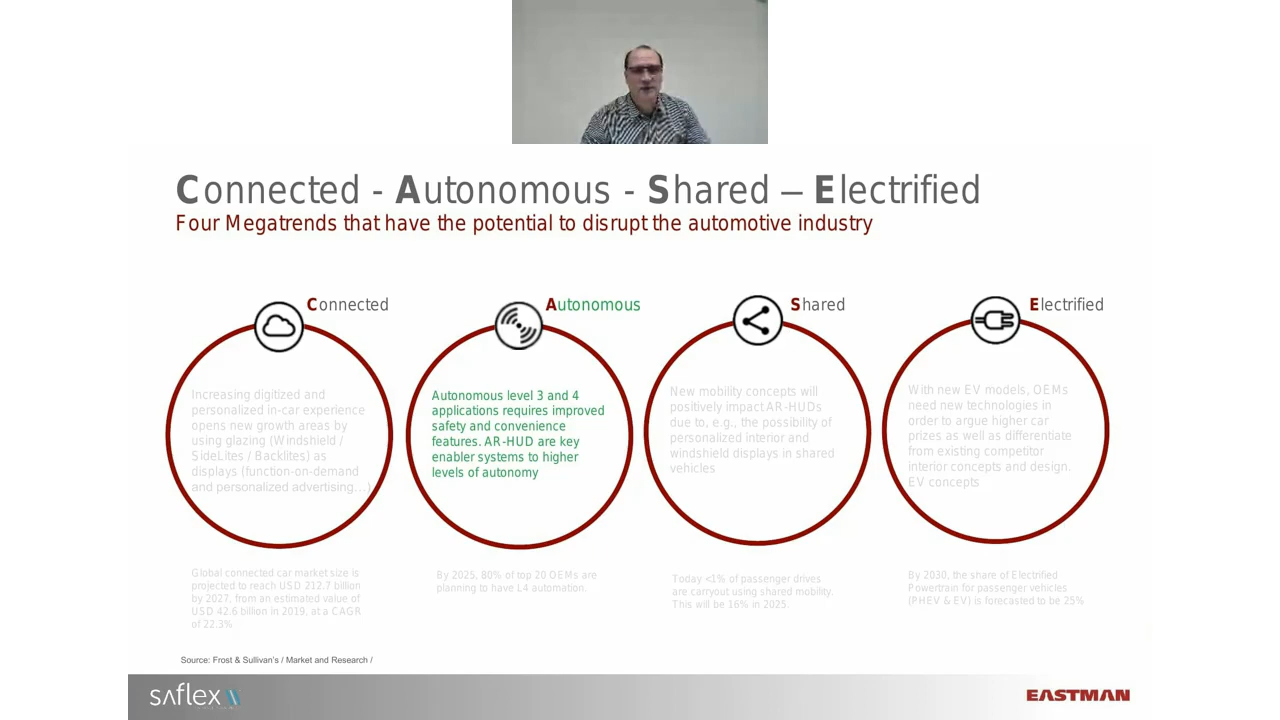 Connected - Autonomous - Shared – Electrified
Four Megatrends that have the potential to disrupt the automotive industry
Connected
Increasing digitized and
personalized in-car experience
opens new growth areas by
using glazing (Windshield /
SideLites / Backlites) as
displays (function-on-demand
and personalized advertising...)
Global connected car market size is
projected to reach USD 212.7 billion
by 2027, from an estimated value of
USD 42.6 billion in 2019, at a CAGR
of 22.3%
Autonomous
Autonomous level 3 and 4
applications requires improved
safety and convenience
features. AR-HUD are key
enabler systems to higher
levels of autonomy
By 2025, 80% of top 20 OEMs are
planning to have L4 automation.
Shared
New mobility concepts will
positively impact AR-HUDs
due to, e.g., the possibility of
personalized interior and
windshield displays in shared
vehicles
Today <1% of passenger drives
are carryout using shared mobility.
This will be 16% in 2025.
Electrified
With new EV models, OEMs
need new technologies in
order to argue higher car
prizes as well as differentiate
from existing competitor
interior concepts and design.
EV concepts
By 2030, the share of Electrified
Powertrain for passenger vehicles
(PHEV & EV) is forecasted to be 25%
Source: Frost & Sullivan's / Market and Research /
saflex
EASTMAN